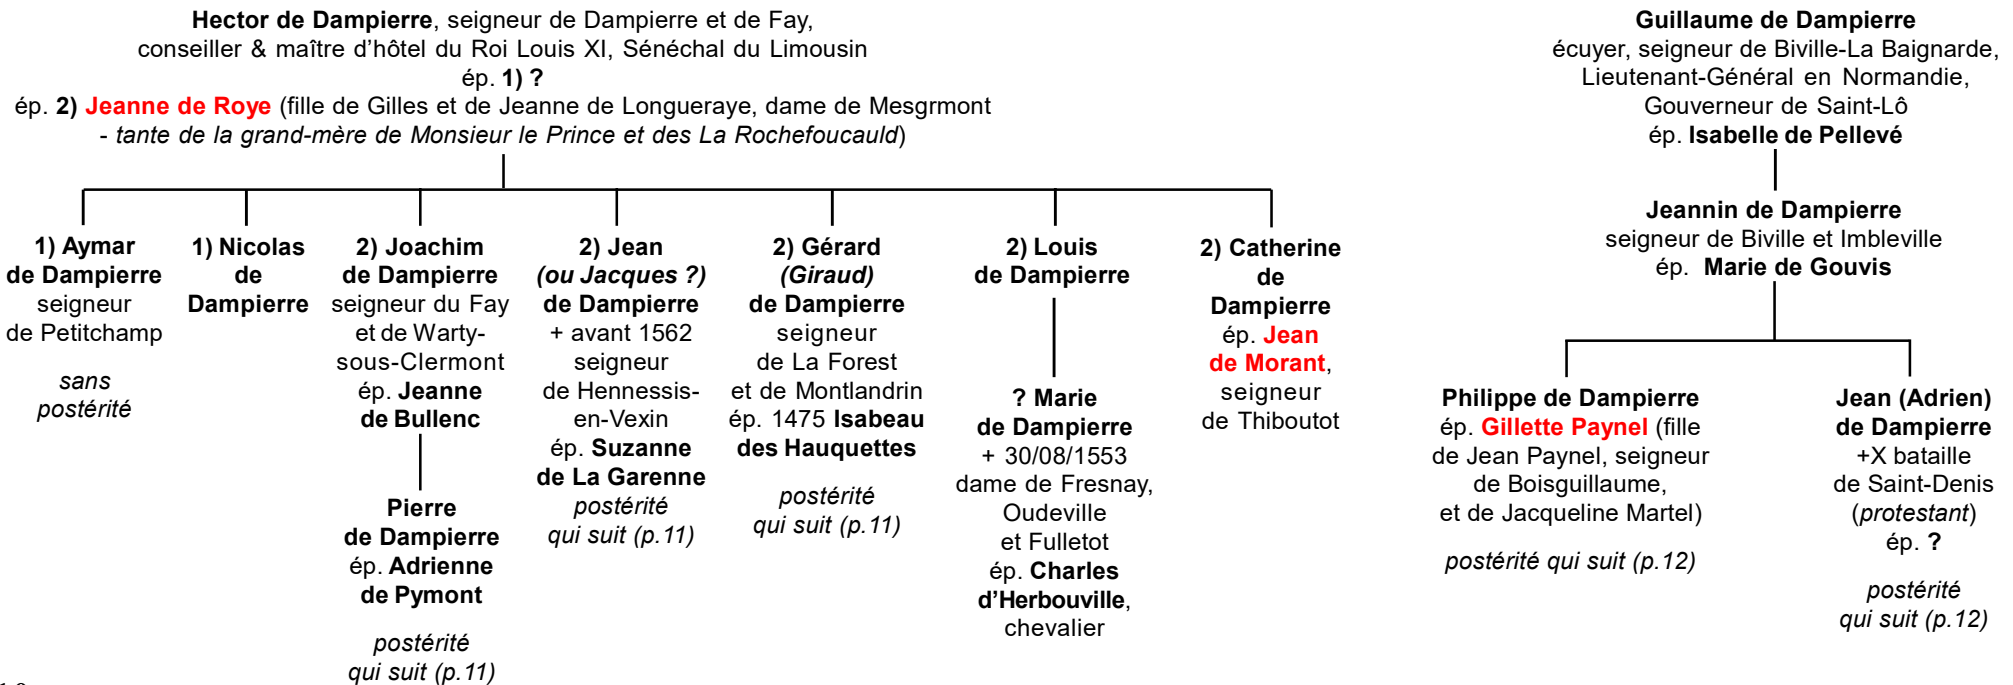 Hector de Dampierre, seigneur de Dampierre et de Fay,
conseiller & maître d'hôtel du Roi Louis XI, Sénéchal du Limousin
ép. 1) ?
ép. 2) Jeanne de Roye (fille de Gilles et de Jeanne de Longueraye, dame de Mesgrmont
- tante de la grand-mère de Monsieur le Prince et des La Rochefoucauld)
1) Aymar
de Dampierre
seigneur
de Petitchamp
sans
postérité
1) Nicolas
de
Dampierre
2) Joachim
de Dampierre
seigneur du Fay
et de Warty-
sous-Clermont
ép. Jeanne
de Bullenc
Pierre
de Dampierre
ép. Adrienne
de Pymont
postérité
qui suit (p.11)
2) Jean
(ou Jacques ?)
de Dampierre
+ avant 1562
seigneur
de Hennessis-
en-Vexin
ép. Suzanne
de La Garenne
postérité
qui suit (p.11)
2) Gérard
(Giraud)
de Dampierre
seigneur
de La Forest
et de Montlandrin
ép. 1475 Isabeau
des Hauquettes
postérité
qui suit (p.11)
2) Louis
de Dampierre
? Marie
de Dampierre
+ 30/08/1553
dame de Fresnay,
Oudeville
et Fulletot
ép. Charles
d'Herbouville,
chevalier
2) Catherine
de
Dampierre
ép. Jean
de Morant,
seigneur
de Thiboutot
Guillaume de Dampierre
écuyer, seigneur de Biville-La Baignarde,
Lieutenant-Général en Normandie,
Gouverneur de Saint-Lô
ép. Isabelle de Pellevé
Jeannin de Dampierre
seigneur de Biville et Imbleville
ép. Marie de Gouvis
Philippe de Dampierre
ép. Gillette Paynel (fille
de Jean Paynel, seigneur
de Boisguillaume,
et de Jacqueline Martel)
postérité qui suit (p.12)
Jean (Adrien)
de Dampierre
+X bataille
de Saint-Denis
(protestant)
ép. ?
postérité
qui suit (p.12)